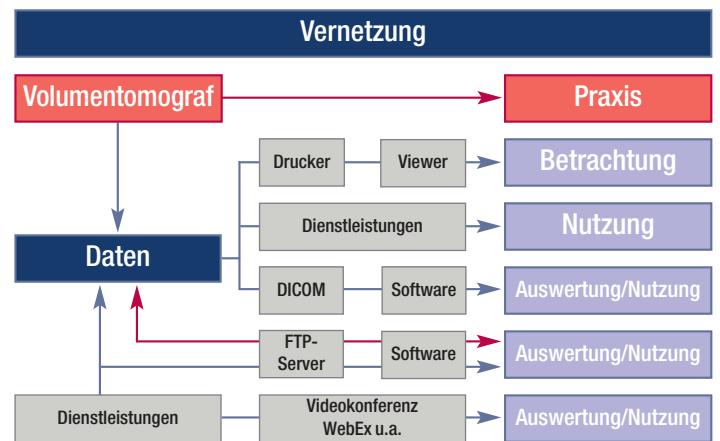 Vernetzung
Volumentomograf
Praxis
Drucker
Viewer
Betrachtung
Dienstleistungen
Nutzung
Daten
DICOM
Software
Auswertung/Nutzung
FTP-
Server
Software
Auswertung/Nutzung
Dienstleistungen
Videokonferenz
WebEx u.a.
Auswertung/Nutzung